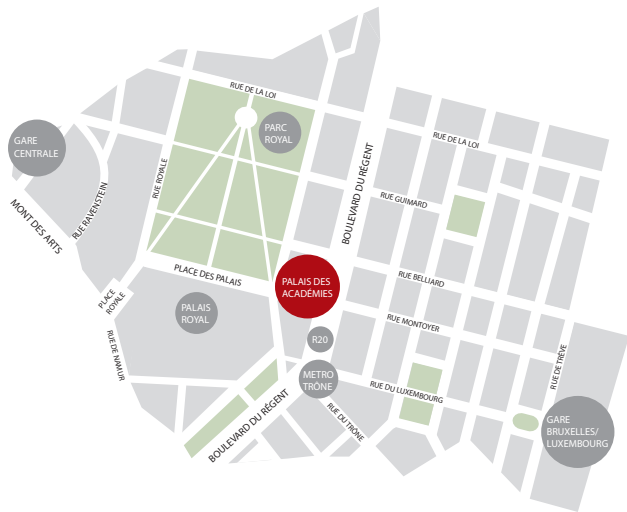 RUE DE LA LOI
PARC
ROYAL
GARE
CENTRALE
RUE DE LA LOI
RUE ROYALE
BOULEVARD DU RÉGENT
RUE RAVENSTEIN
MONT DES ARTS
RUE GUIMARD
PLACE DES PALAIS
PALAIS DES
ACADÉMIES
RUE BELLIARD
PLACE
ROYALE
PALAIS
ROYAL
RUE MONTOYER
R20
RUE DE NAMUR
RUE DE TRÈVE
METRO
TRÔNE
RUE DU LUXEMBOURG
BOULEVARD DU RÉGENT
RUE DU TRÔNE
GARE
BRUXELLES/
LUXEMBOURG